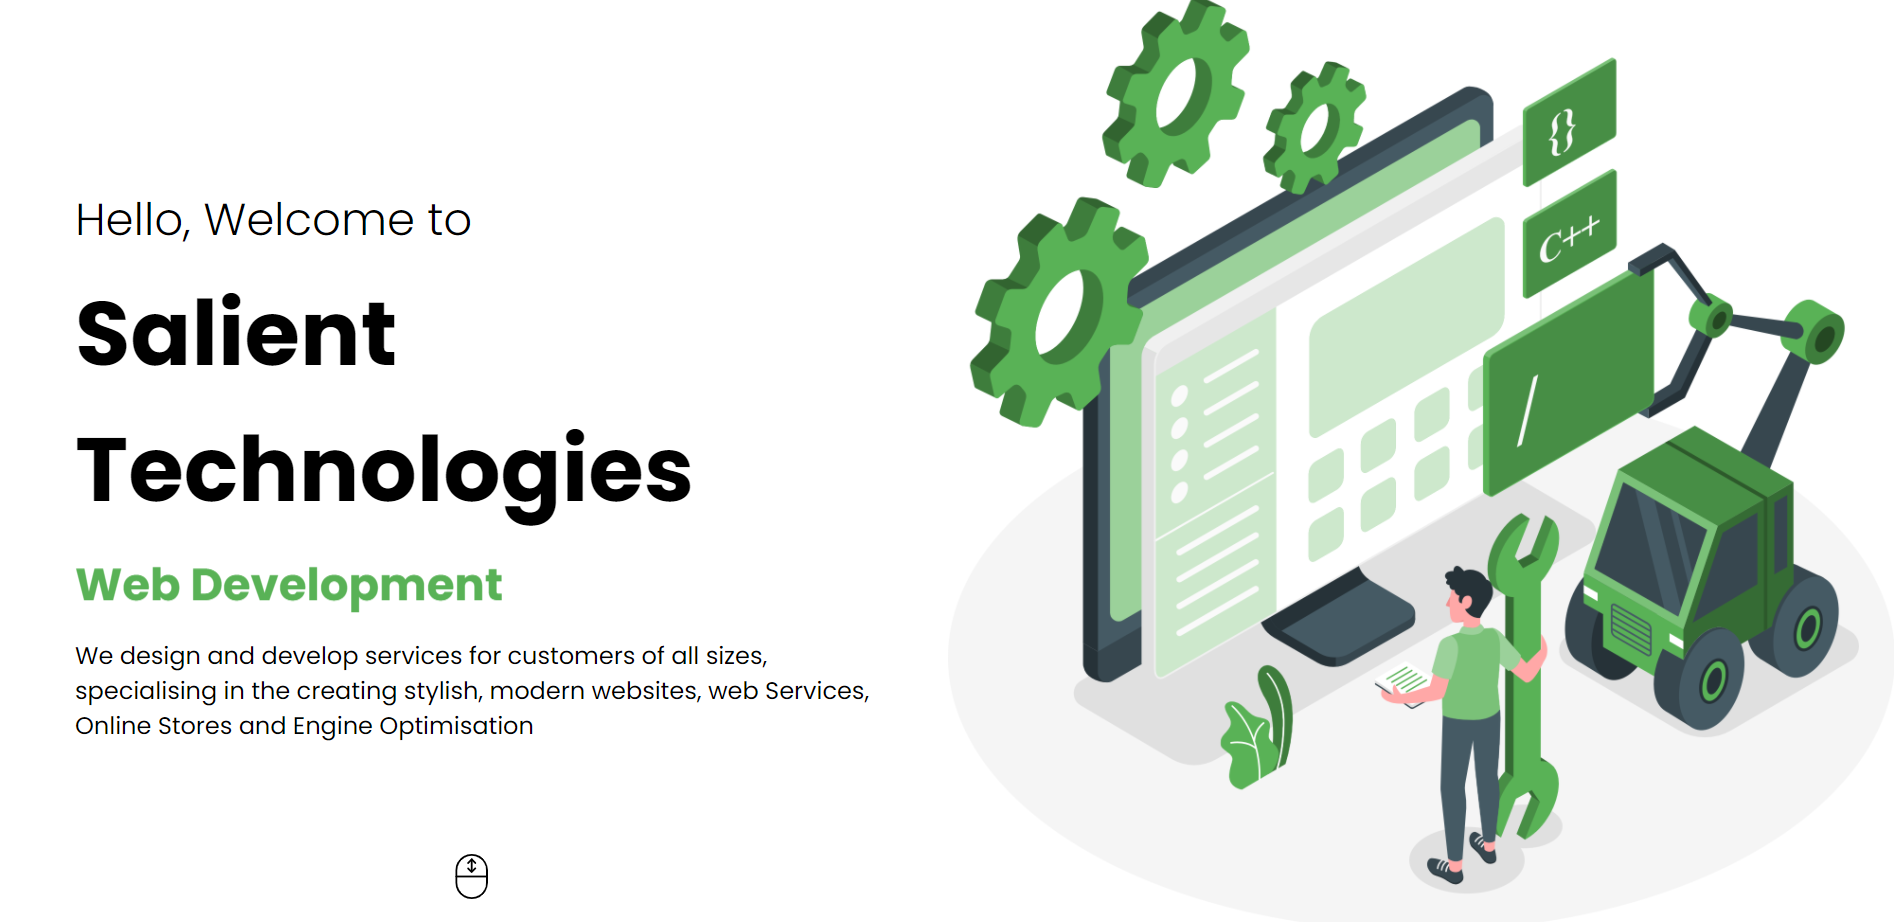 Hello, Welcome to
Salient
Technologies
Web Development
We design and develop services for customers of all sizes,
specialising in the creating stylish, modern websites, web Services,
Online Stores and Engine Optimisation
{}
C++
/